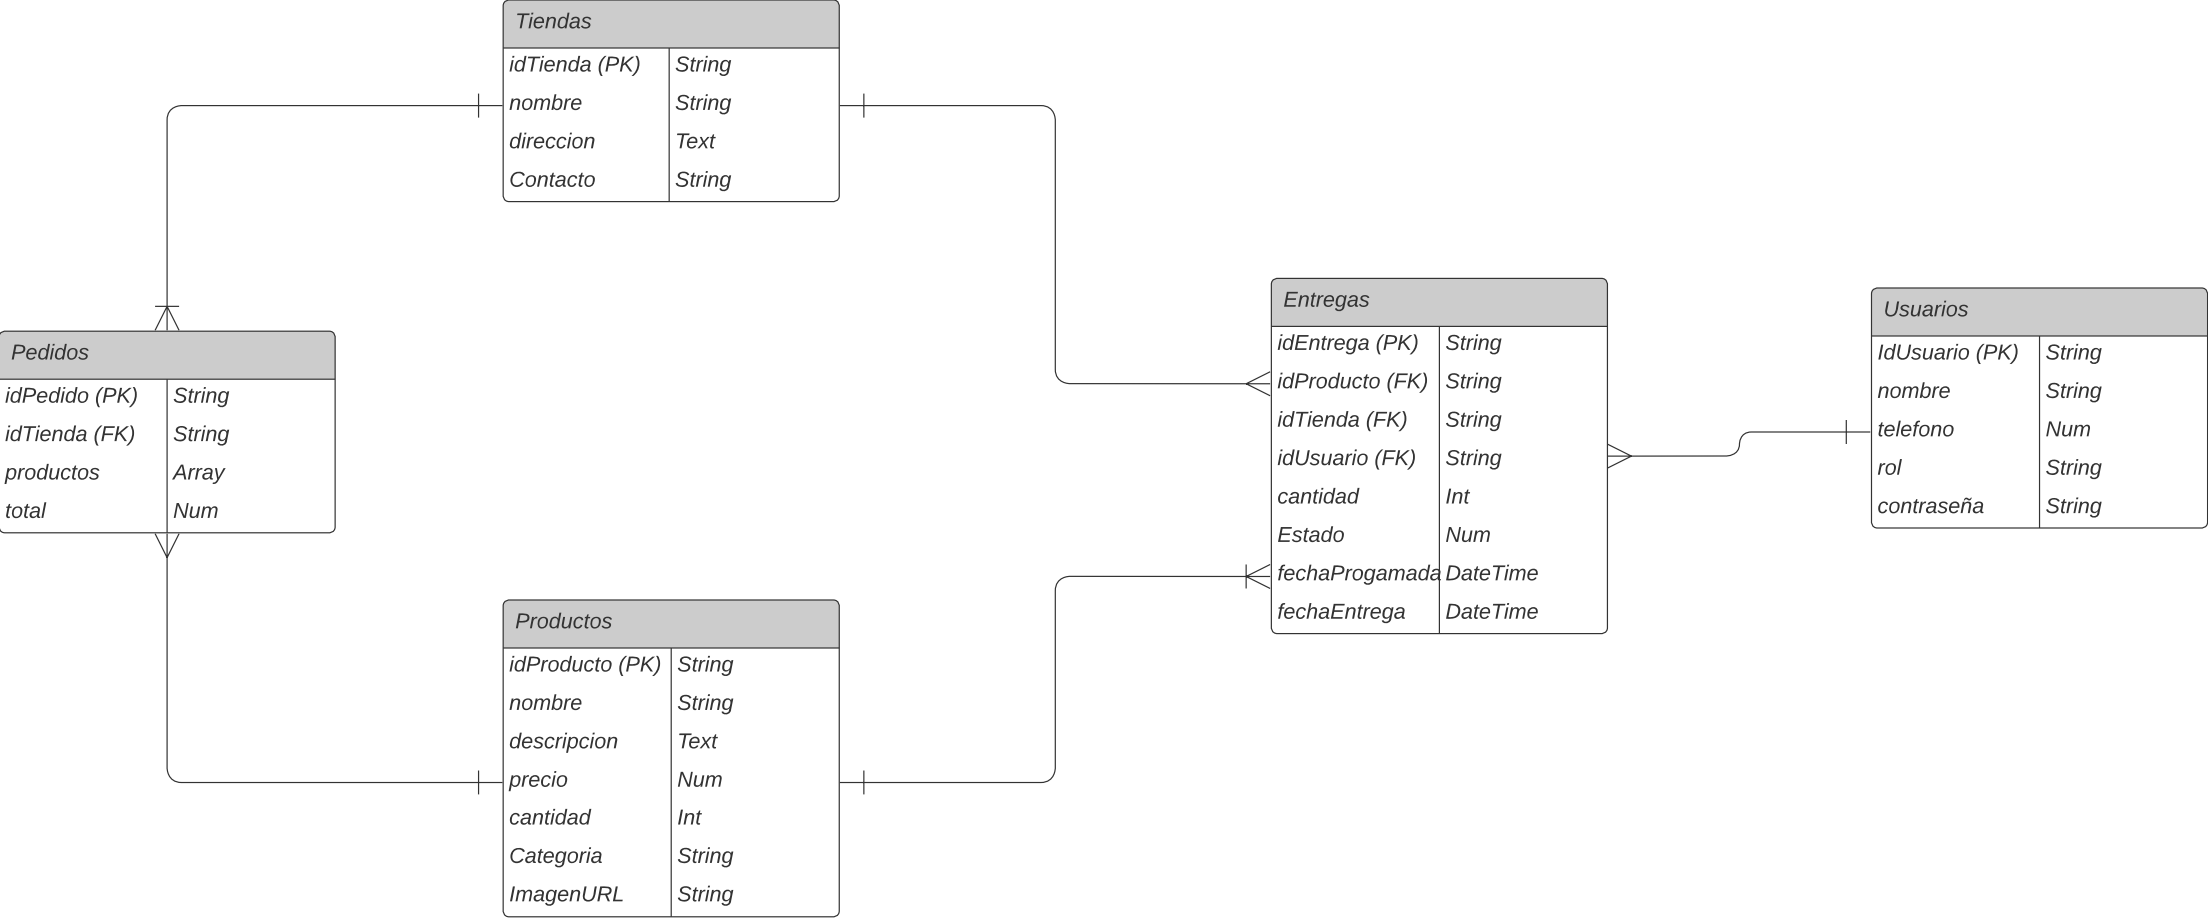 Tiendas
idTienda (PK) String
nombre String
direccion Text
Contacto String
Pedidos
idPedido (PK) String
idTienda (FK) String
productos Array
total Num
Productos
idProducto (PK) String
nombre String
descripcion Text
precio Num
cantidad Int
Categoria String
ImagenURL String
Entregas
idEntrega (PK) String
idProducto (FK) String
idTienda (FK) String
idUsuario (FK) String
cantidad Int
Estado Num
fechaProgamada DateTime
fechaEntrega DateTime
Usuarios
IdUsuario (PK) String
nombre String
telefono Num
rol String
contraseña String